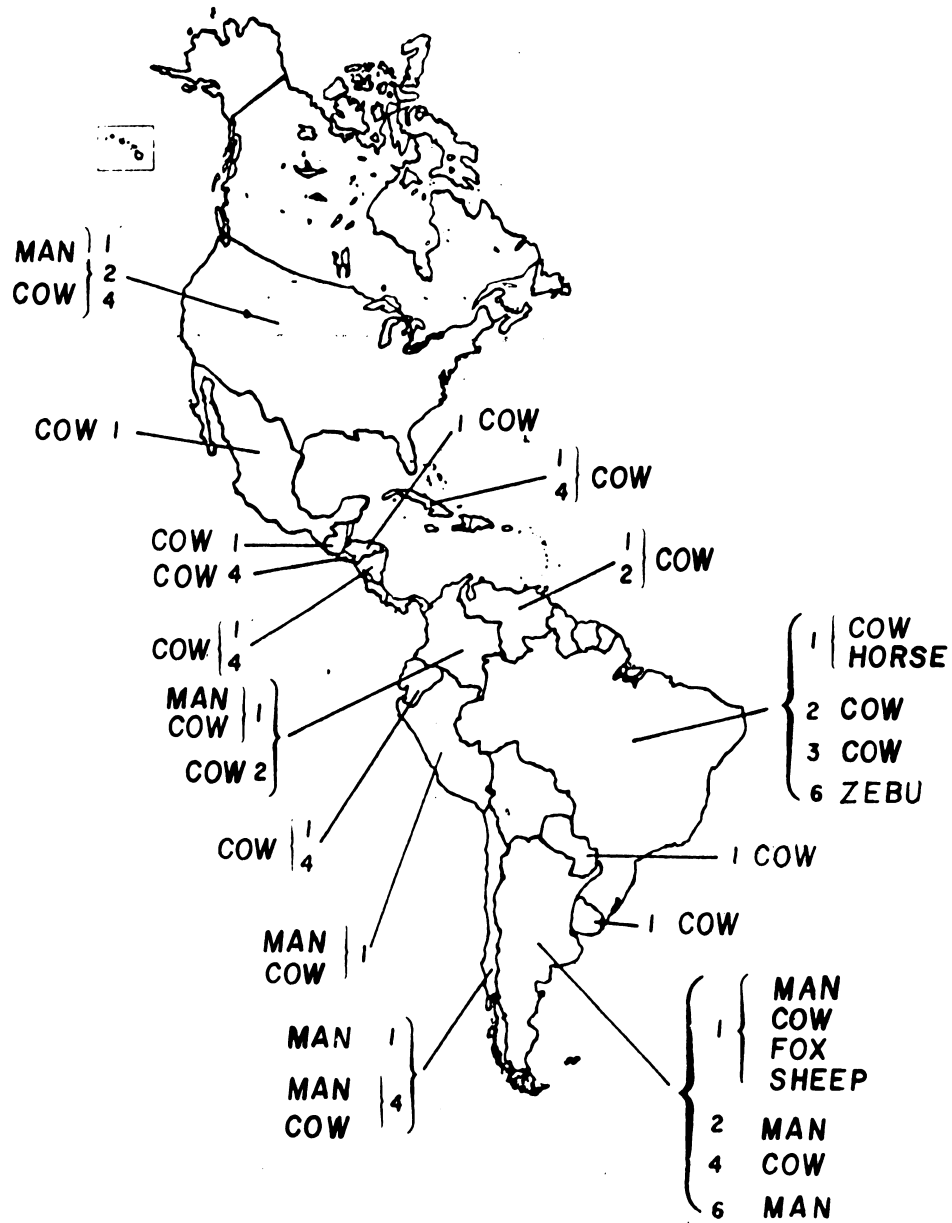 MAN 1
2
COW 4
COW 1
1 COW
1
4 COW
COW 1
COW 4
1
2 COW
COW 1
4
1 COW
HORSE
2 COW
3 COW
6 ZEBU
MAN
COW 1
COW 2
COW 1
4
1 COW
1 COW
MAN
COW 1
MAN 1
MAN
COW 4
1 MAN
COW
FOX
SHEEP
2 MAN
4 COW
6 MAN